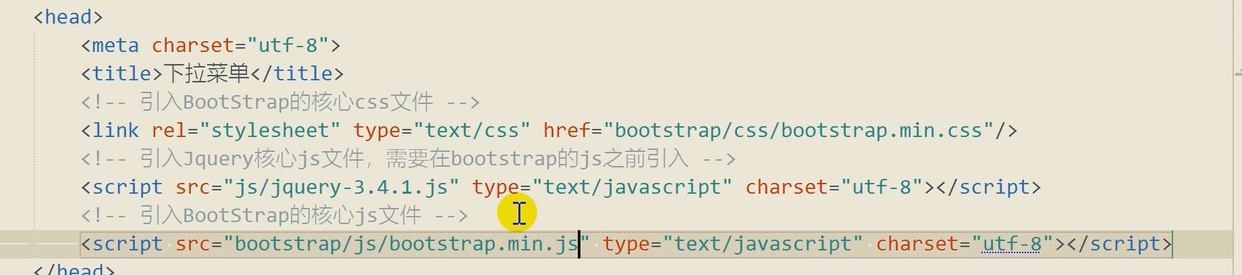 <head>
<meta charset="utf-8">
<title>下拉菜单</title>
<!-- 引入BootStrap的核心css文件 -->
<link rel="stylesheet" type="text/css" href="bootstrap/css/bootstrap.min.css"/>
<!-- 引入Jquery核心js文件，需要在bootstrap的js之前引入 -->
<script src="js/jquery-3.4.1.js" type="text/javascript" charset="utf-8"></script>
<!-- 引入BootStrap的核心js文件 -->
<script src="bootstrap/js/bootstrap.min.js" type="text/javascript" charset="utf-8"></script>
</head>